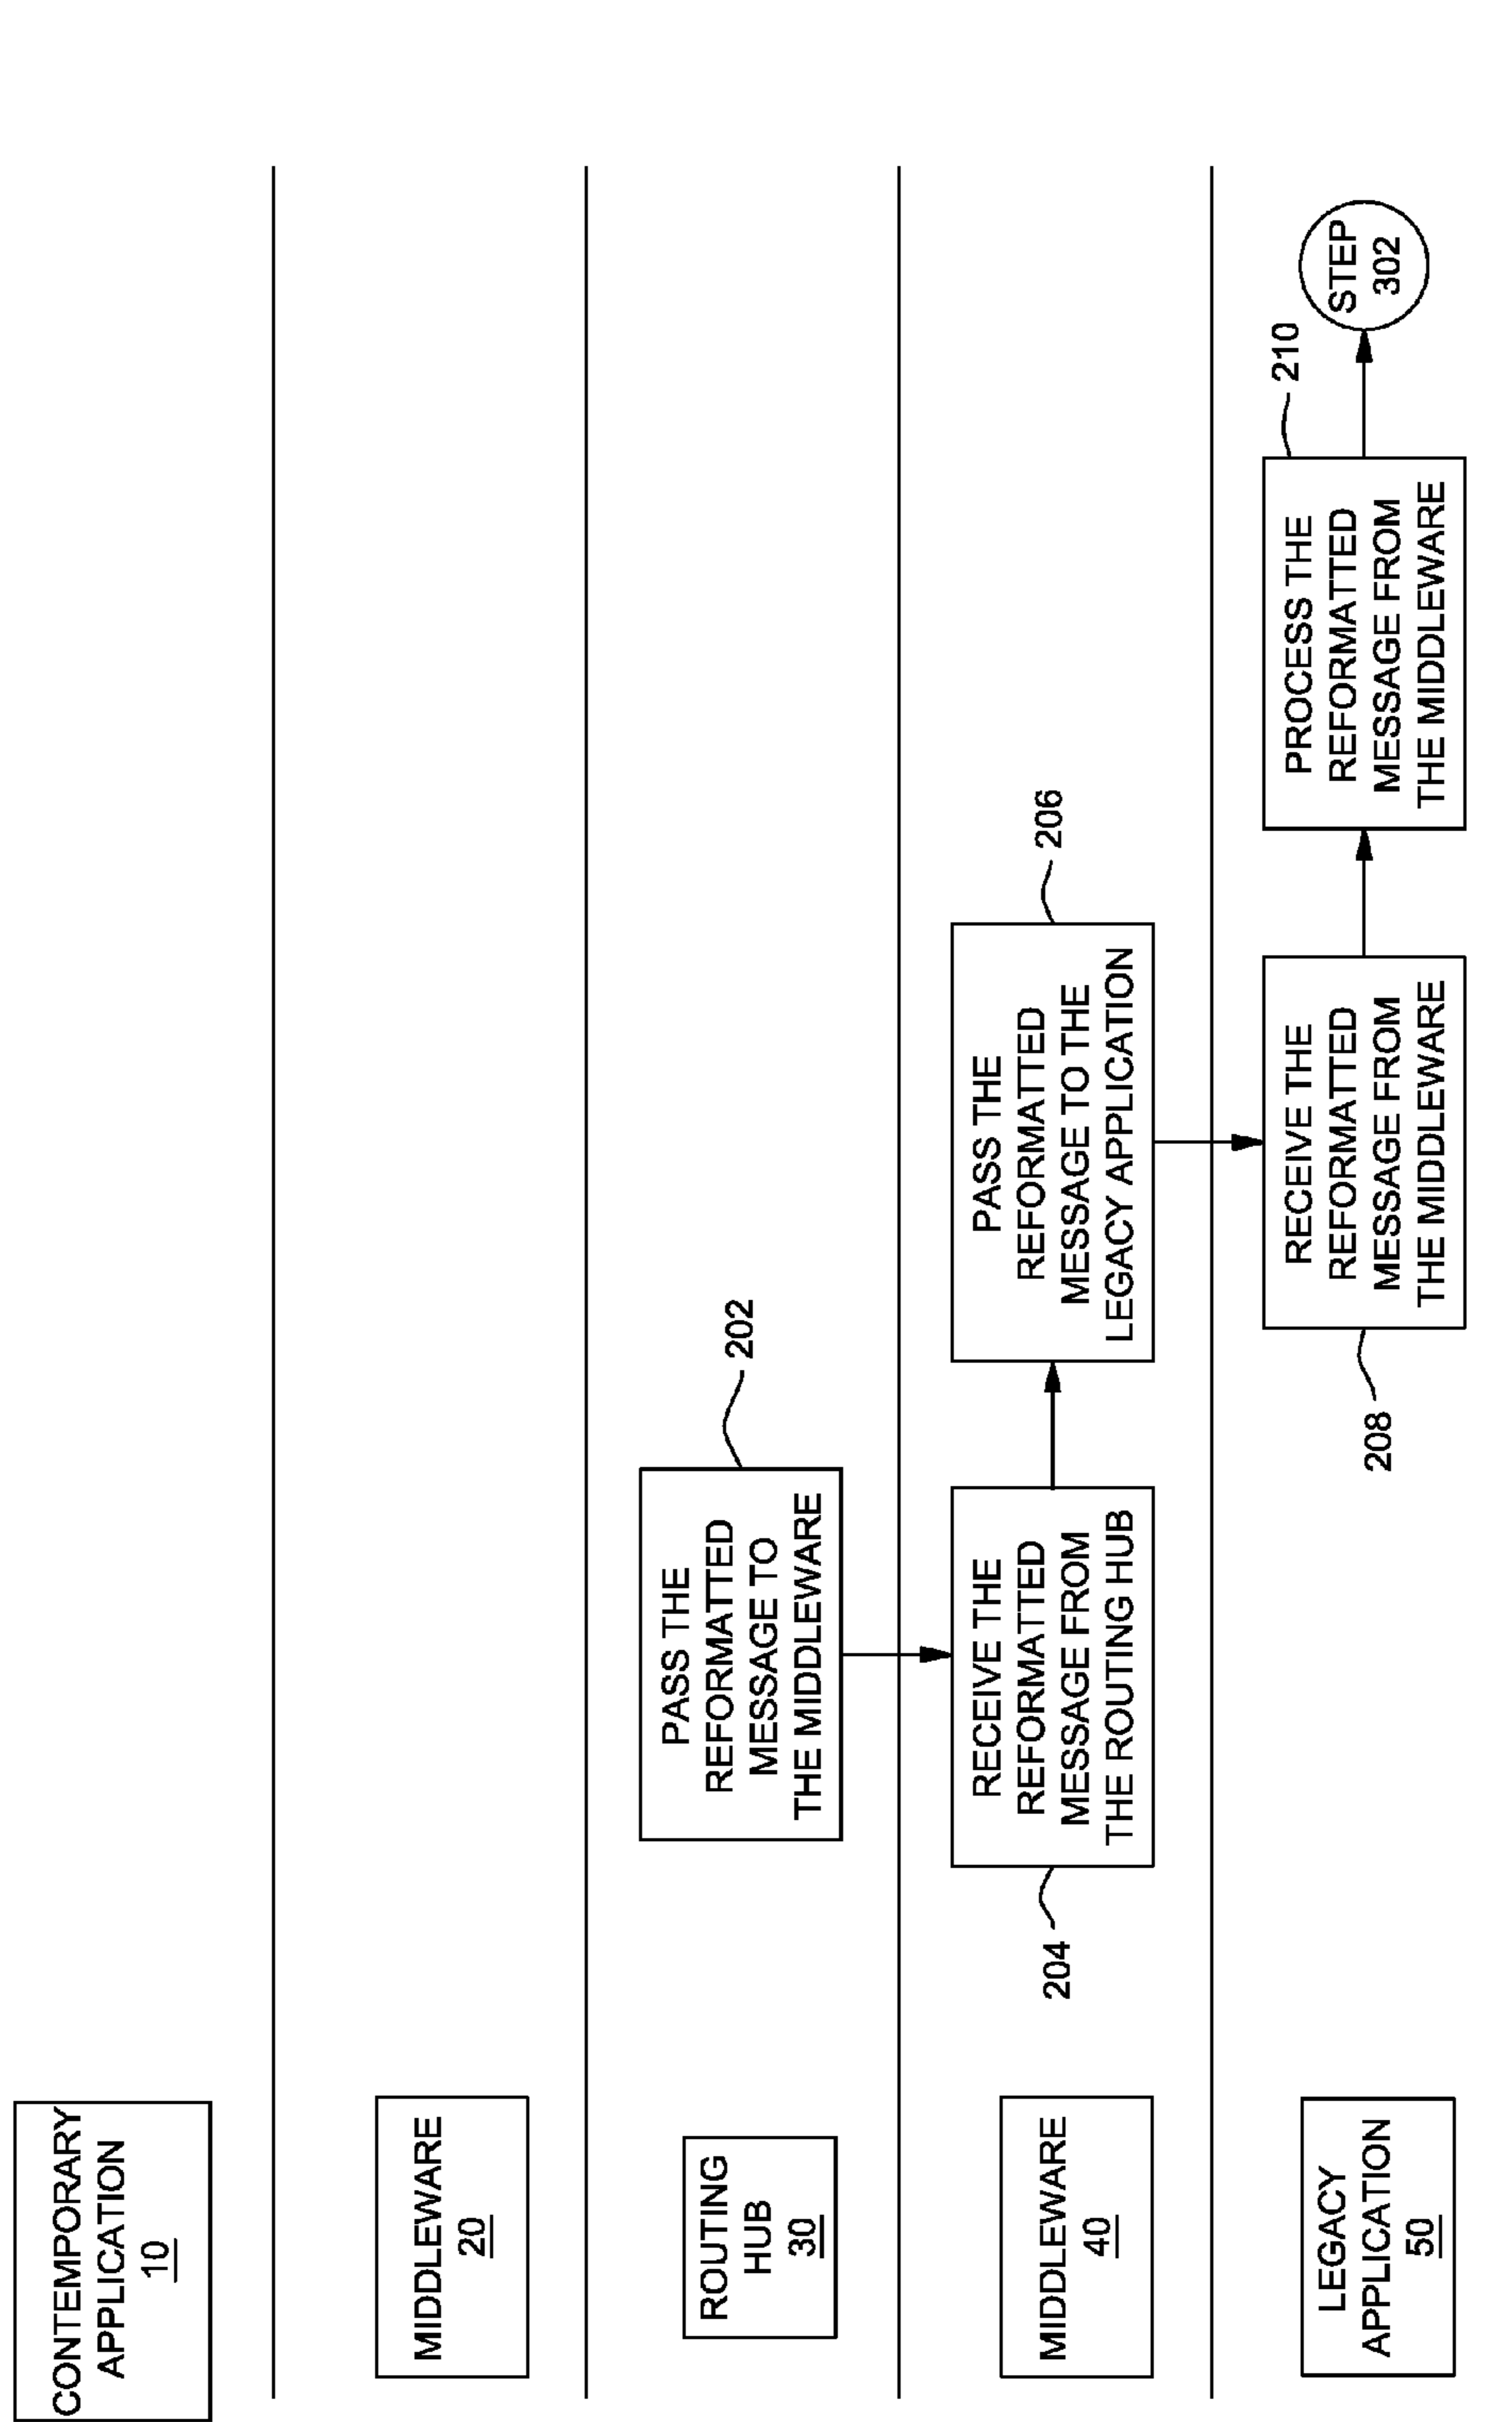 CONTEMPORARY
APPLICATION
10
MIDDLEWARE
20
ROUTING
HUB
30
PASS THE
REFORMATTED
MESSAGE TO
THE MIDDLEWARE
202
MIDDLEWARE
40
204
RECEIVE THE
REFORMATTED
MESSAGE FROM
THE ROUTING HUB
PASS THE
REFORMATTED
MESSAGE TO THE
LEGACY APPLICATION
206
LEGACY
APPLICATION
50
208
RECEIVE THE
REFORMATTED
MESSAGE FROM
THE MIDDLEWARE
PROCESS THE
REFORMATTED
MESSAGE FROM
THE MIDDLEWARE
210
STEP
302